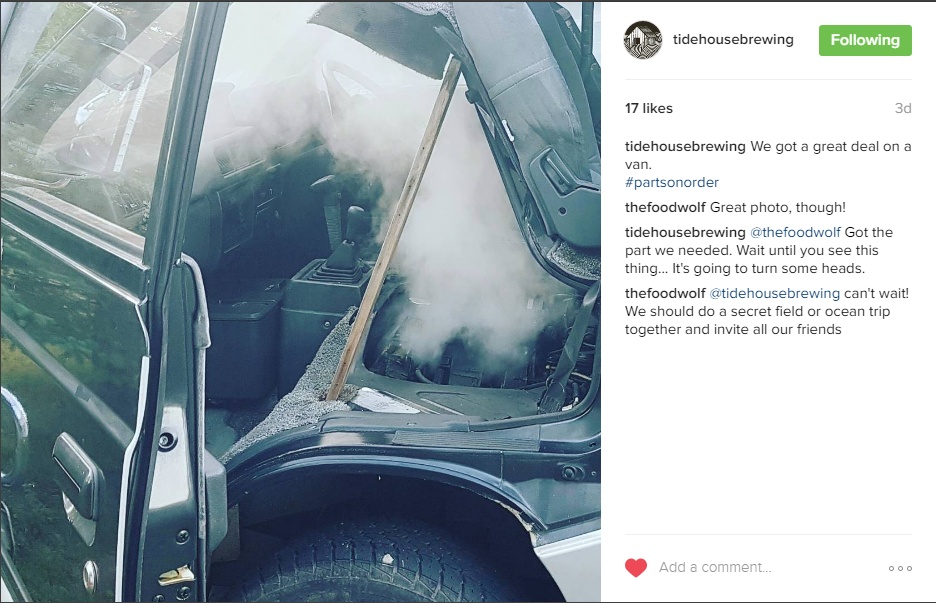 tidehousebrewing
Following
17 likes
3d
tidehousebrewing We got a great deal on a
van.
#partsonorder
thefoodwolf Great photo, though!
tidehousebrewing @thefoodwolf Got the
part we needed. Wait until you see this
thing... It's going to turn some heads.
thefoodwolf @tidehousebrewing can't wait!
We should do a secret field or ocean trip
together and invite all our friends
Add a comment...